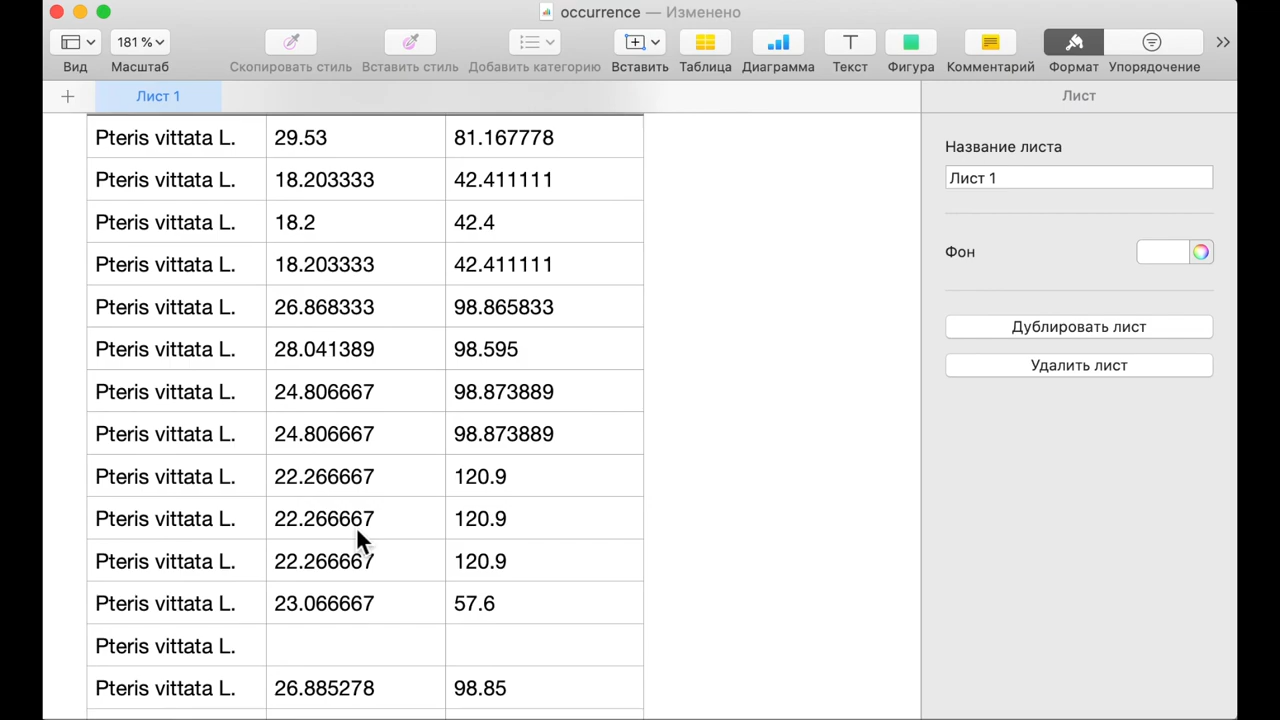 occurrence — Изменено
181 %
Вид Масштаб Скопировать стиль Вставить стиль Добавить категорию Вставить Таблица Диаграмма Текст Фигура Комментарий Формат Упорядочение
Лист 1 Лист
Pteris vittata L. 29.53 81.167778
Pteris vittata L. 18.203333 42.411111
Pteris vittata L. 18.2 42.4
Pteris vittata L. 18.203333 42.411111
Pteris vittata L. 26.868333 98.865833
Pteris vittata L. 28.041389 98.595
Pteris vittata L. 24.806667 98.873889
Pteris vittata L. 24.806667 98.873889
Pteris vittata L. 22.266667 120.9
Pteris vittata L. 22.266667 120.9
Pteris vittata L. 22.266667 120.9
Pteris vittata L. 23.066667 57.6
Pteris vittata L.
Pteris vittata L. 26.885278 98.85
Название листа
Лист 1
Фон
Дублировать лист
Удалить лист